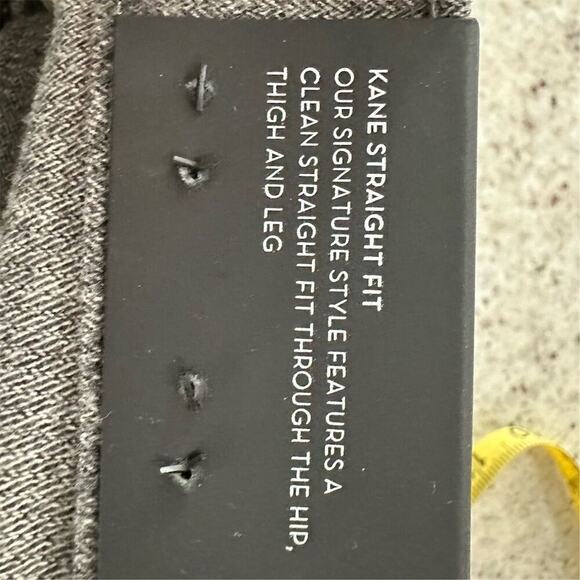 KANE STRAIGHT FIT
OUR SIGNATURE STYLE FEATURES A
CLEAN STRAIGHT FIT THROUGH THE HIP,
THIGH AND LEG